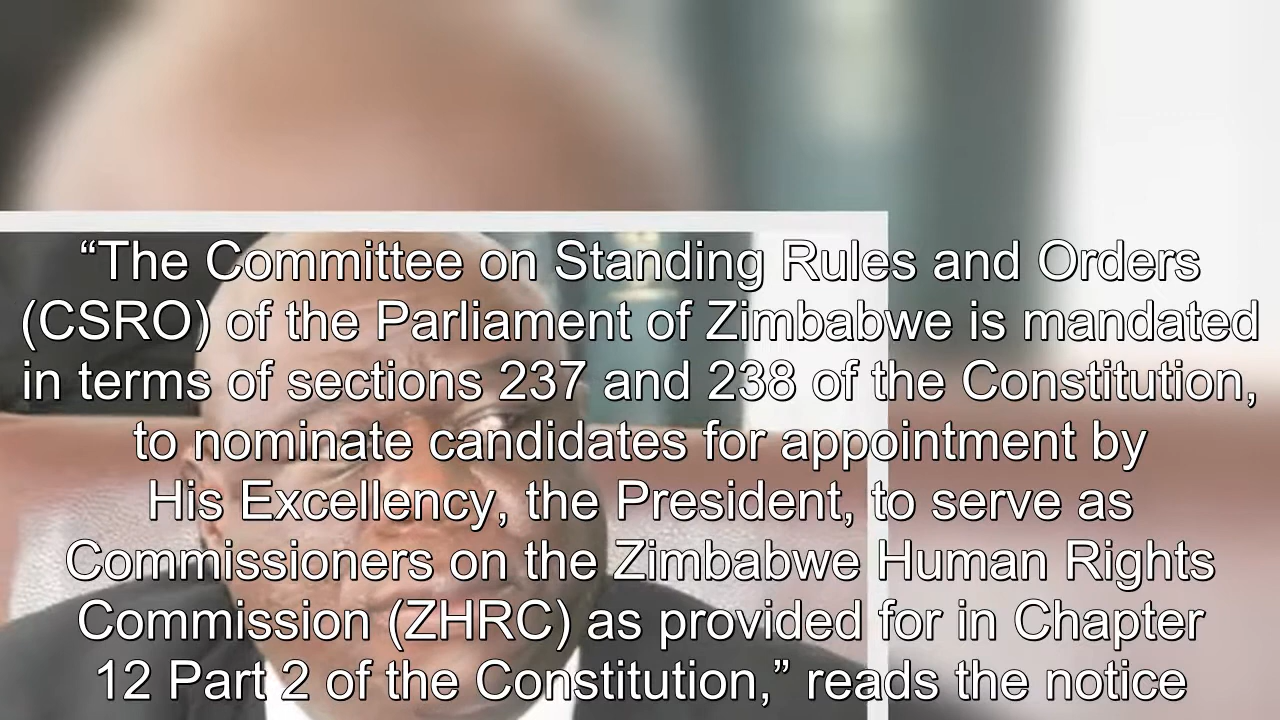 “The Committee on Standing Rules and Orders
(CSRO) of the Parliament of Zimbabwe is mandated
in terms of sections 237 and 238 of the Constitution,
to nominate candidates for appointment by
His Excellency, the President, to serve as
Commissioners on the Zimbabwe Human Rights
Commission (ZHRC) as provided for in Chapter
12 Part 2 of the Constitution,” reads the notice